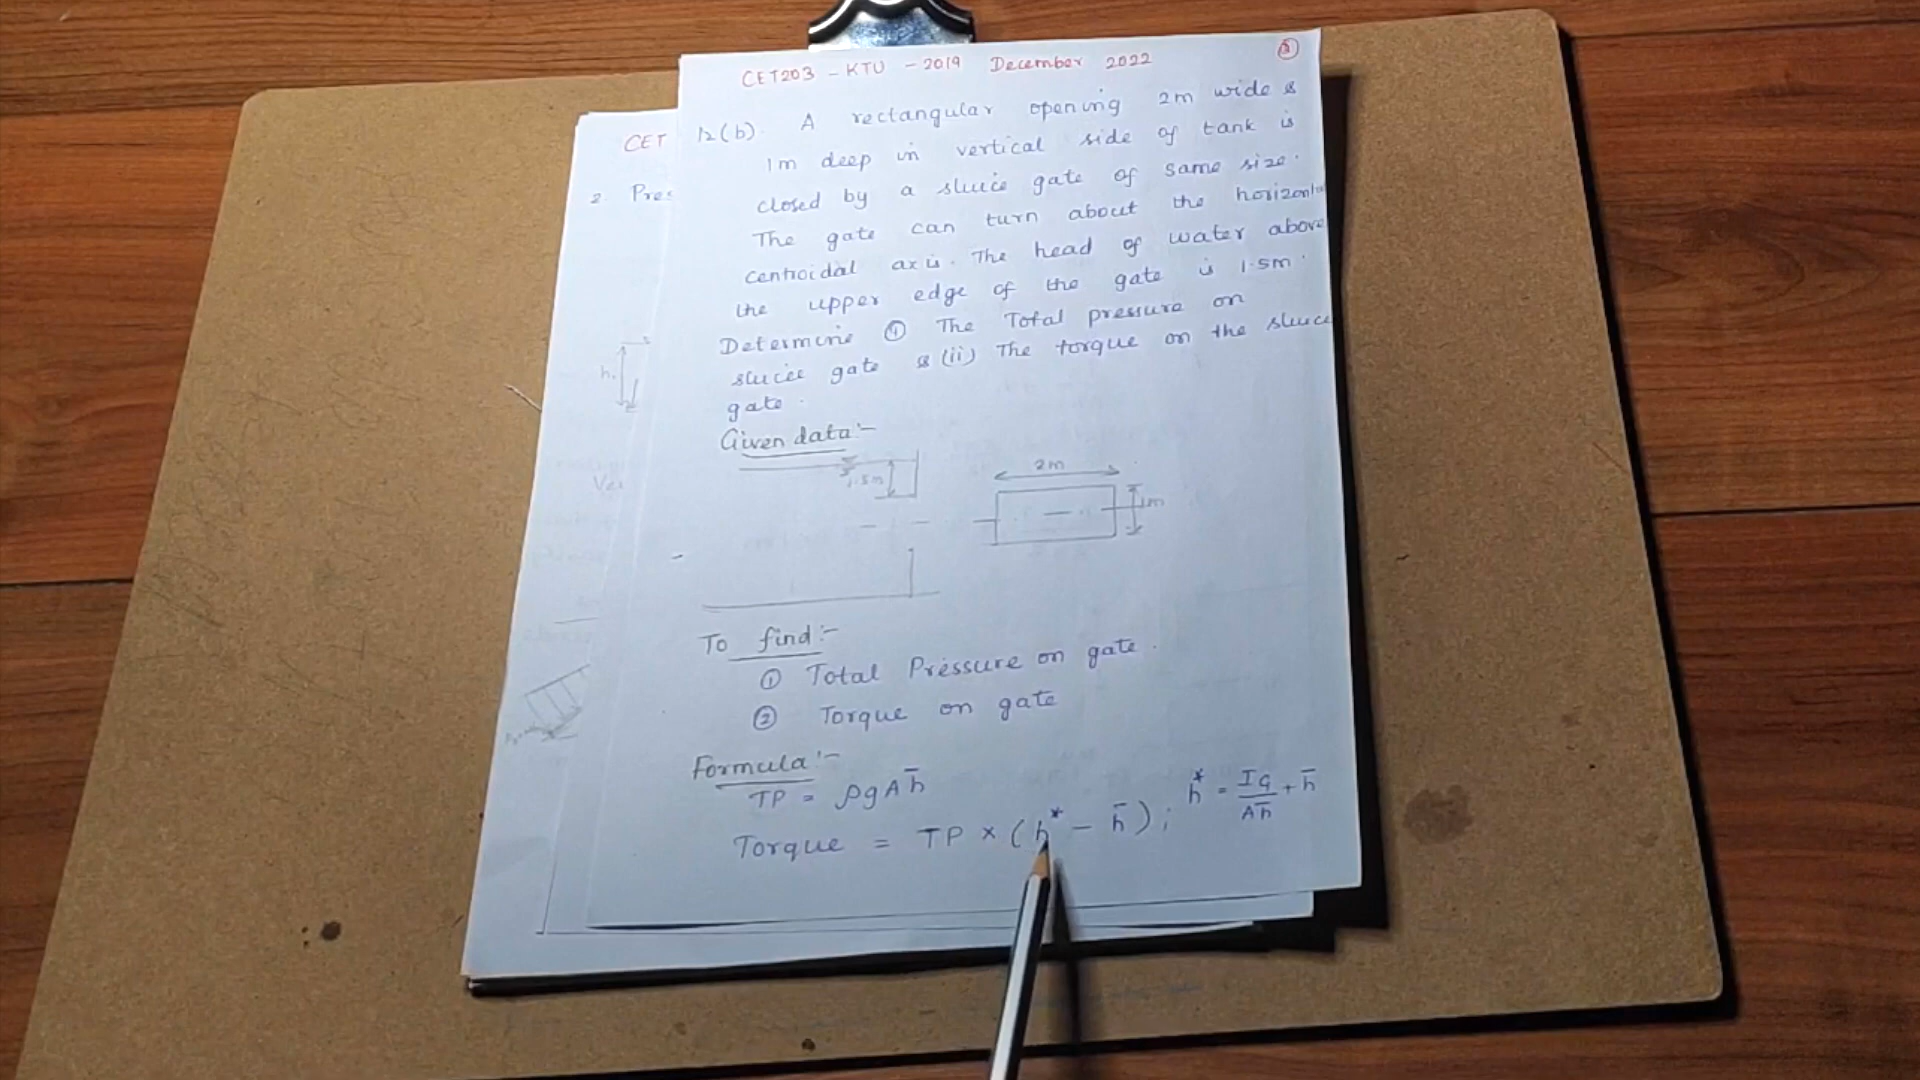 CET203 - KTU - 2019 December 2022
3
12(b). A rectangular opening 2m wide &
1m deep in vertical side of tank is
closed by a sluice gate of same size.
The gate can turn about the horizontal
centroidal axis. The head of water above
the upper edge of the gate is 1.5m.
Determine (i) The Total pressure on
sluice gate & (ii) The torque on the sluice
gate.
Given data:-
1.5m
2m
1m
To find:-
① Total Pressure on gate.
② Torque on gate
Formula:-
TP = ρgAh̄
Torque = TP × (h* - h̄); h* = IG/Ah̄ + h̄
CET
2 Pres
h.
Ver